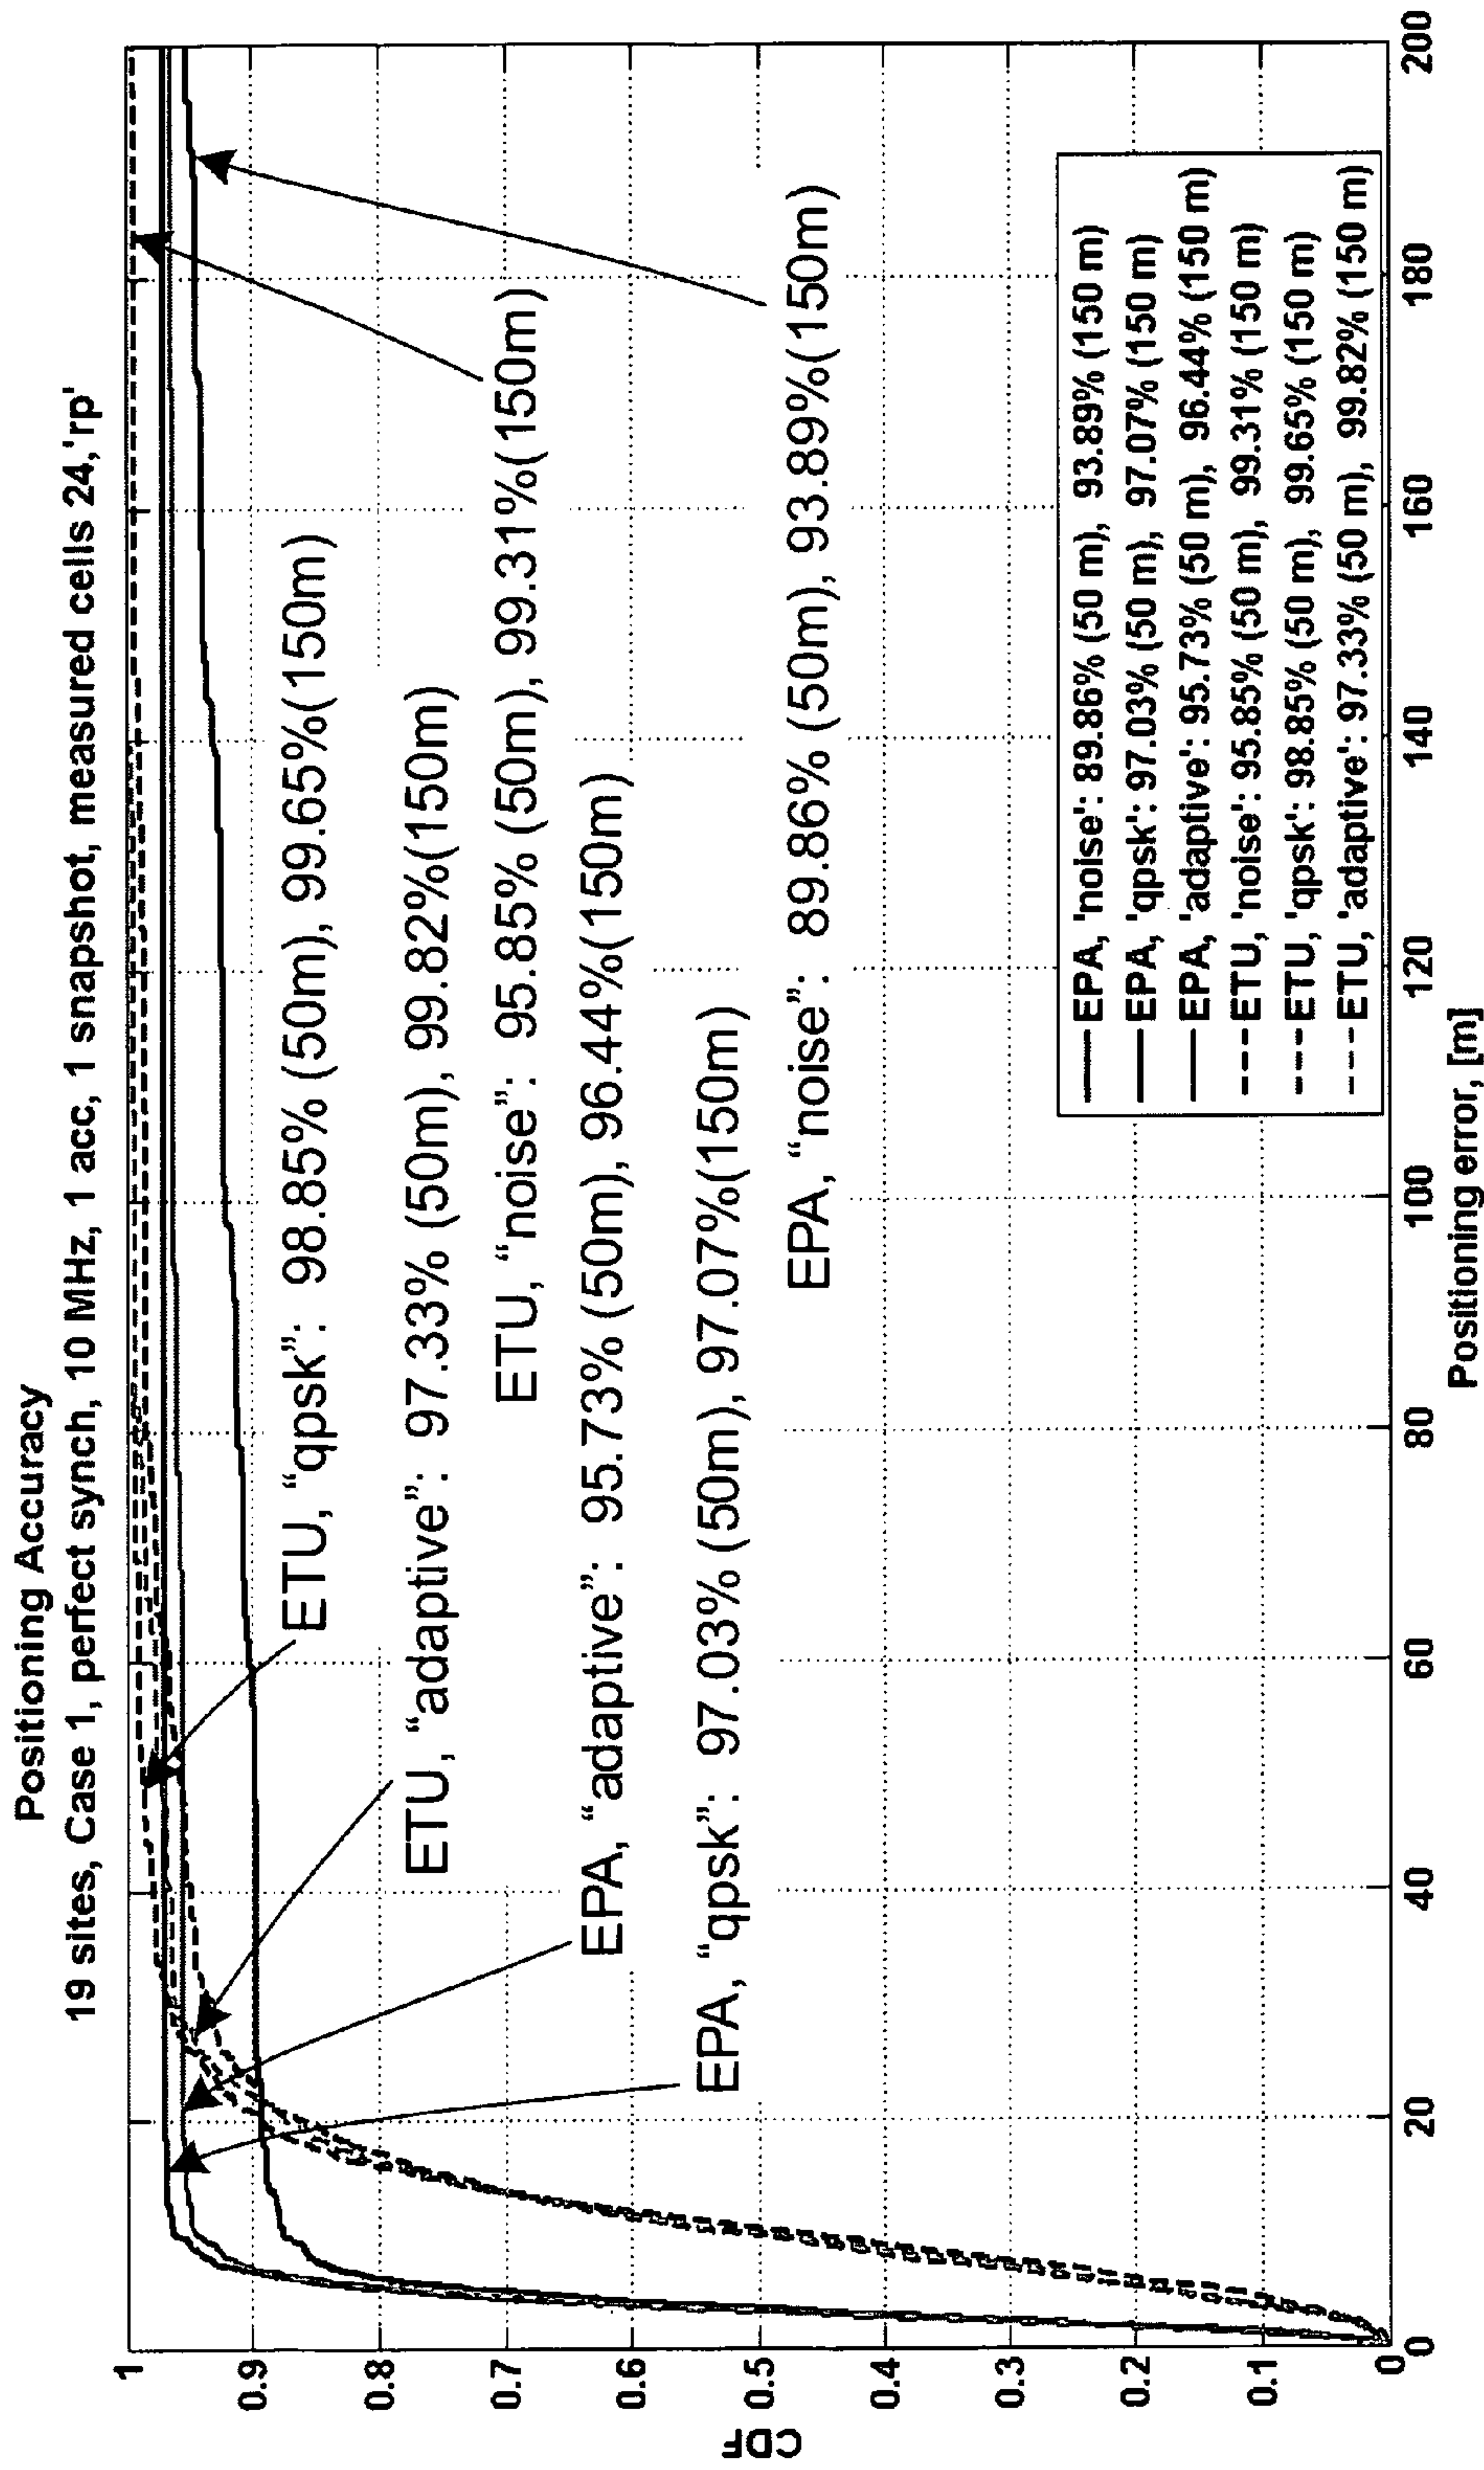 Positioning Accuracy
19 sites, Case 1, perfect synch, 10 MHz, 1 acc, 1 snapshot, measured cells 24,'rp'
CDF
1
0.9
0.8
0.7
0.6
0.5
0.4
0.3
0.2
0.1
0
ETU, “qpsk”: 98.85% (50m), 99.65%(150m)
ETU, “adaptive”: 97.33% (50m), 99.82%(150m)
ETU, “noise”: 95.85% (50m), 99.31%(150m)
EPA, “adaptive”: 95.73% (50m), 96.44%(150m)
EPA, “qpsk”: 97.03% (50m), 97.07%(150m)
EPA, “noise”: 89.86% (50m), 93.89%(150m)
EPA, 'noise': 89.86% (50 m), 93.89% (150 m)
EPA, 'qpsk': 97.03% (50 m), 97.07% (150 m)
EPA, 'adaptive': 95.73% (50 m), 96.44% (150 m)
ETU, 'noise': 95.85% (50 m), 99.31% (150 m)
ETU, 'qpsk': 98.85% (50 m), 99.65% (150 m)
ETU, 'adaptive': 97.33% (50 m), 99.82% (150 m)
0 20 40 60 80 100 120 140 160 180 200
Positioning error, [m]